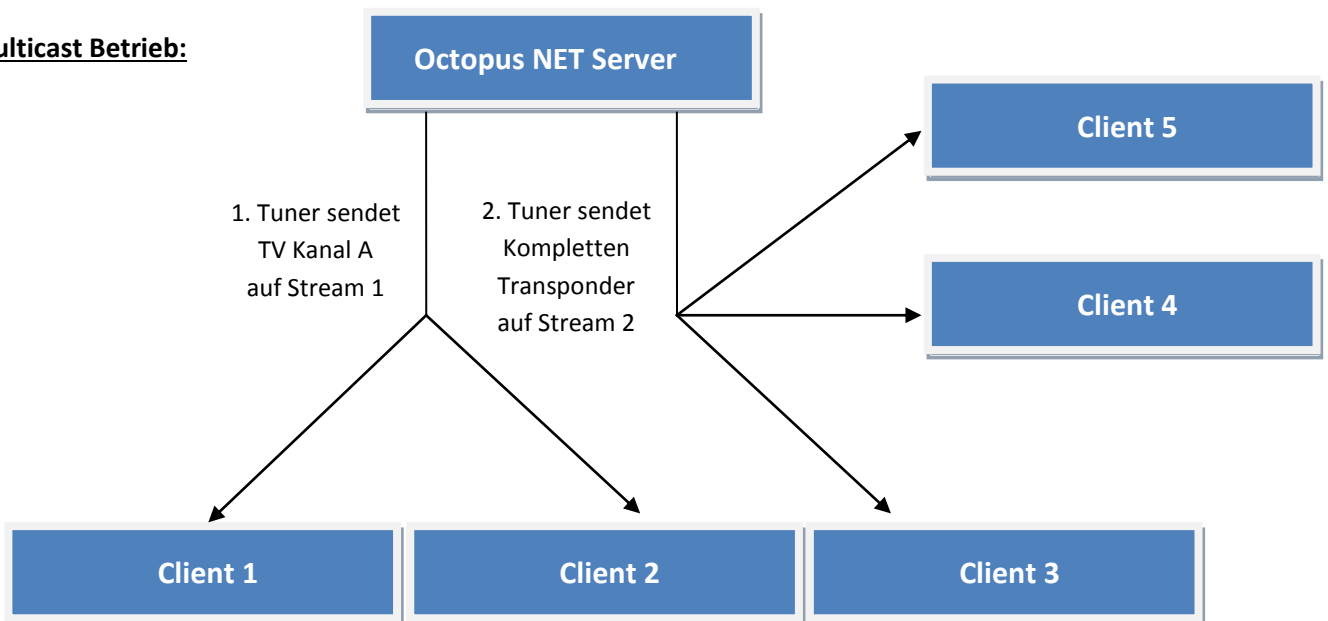 ulticast Betrieb:
Octopus NET Server
Client 5
1. Tuner sendet
TV Kanal A
auf Stream 1
2. Tuner sendet
Kompletten
Transponder
auf Stream 2
Client 4
Client 1
Client 2
Client 3